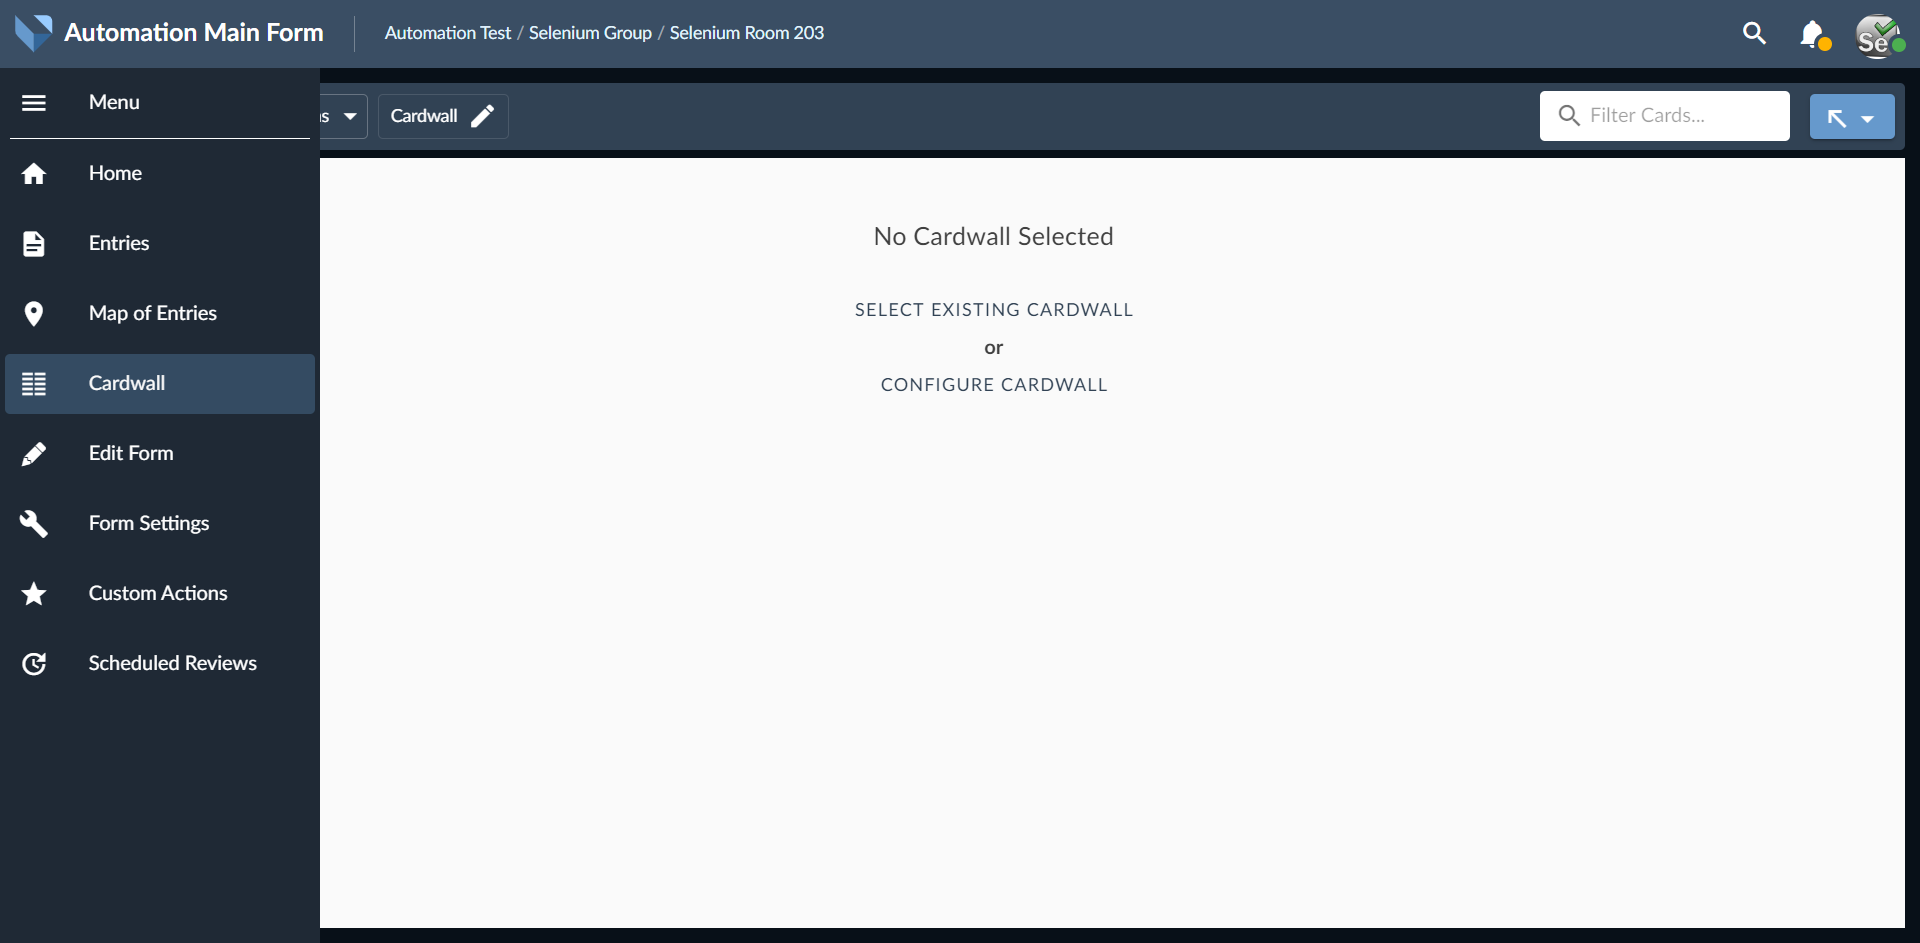 Automation Main Form
Automation Test / Selenium Group / Selenium Room 203
Se
Menu
Cardwall
Filter Cards...
Home
Entries
Map of Entries
Cardwall
Edit Form
Form Settings
Custom Actions
Scheduled Reviews
No Cardwall Selected
SELECT EXISTING CARDWALL
or
CONFIGURE CARDWALL